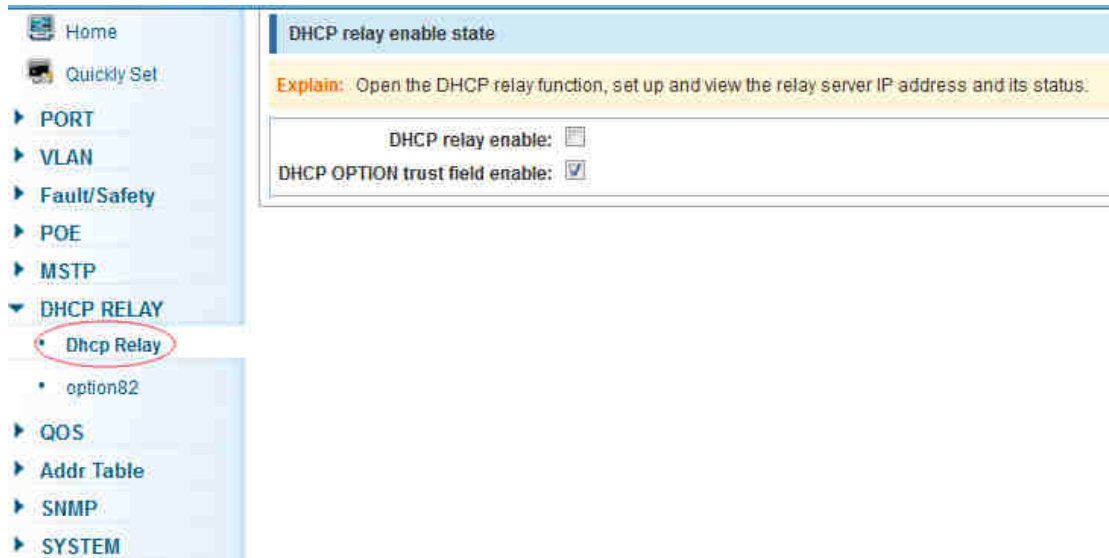 Home
Quickly Set
PORT
VLAN
Fault/Safety
POE
MSTP
DHCP RELAY
Dhcp Relay
option82
QOS
Addr Table
SNMP
SYSTEM
DHCP relay enable state
Explain: Open the DHCP relay function, set up and view the relay server IP address and its status.
DHCP relay enable:
DHCP OPTION trust field enable: